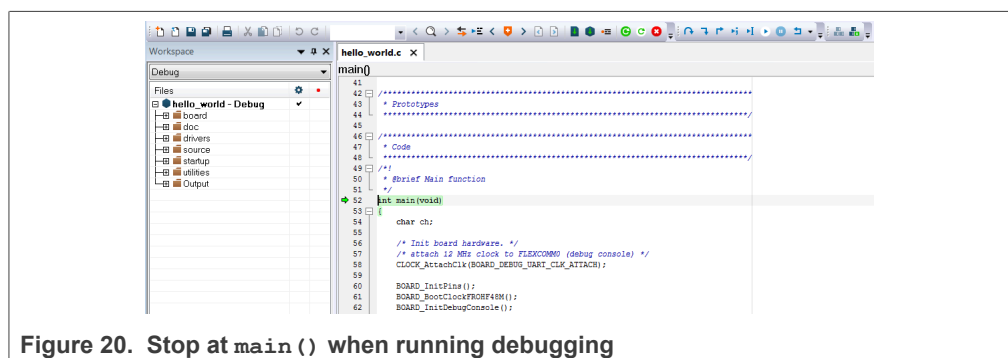 Workspace
hello_world.c X
Debug
main()
Files
hello_world - Debug
board
doc
drivers
source
startup
utilities
Output
41
42 /*******************************************************************************
43 * Prototypes
44 ******************************************************************************/
45
46 /*******************************************************************************
47 * Code
48 ******************************************************************************/
49 /*!
50 * @brief Main function
51 */
52 int main(void)
53 {
54 char ch;
55
56 /* Init board hardware. */
57 /* attach 12 MHz clock to FLEXCOMM0 (debug console) */
58 CLOCK_AttachClk(BOARD_DEBUG_UART_CLK_ATTACH);
59
60 BOARD_InitPins();
61 BOARD_BootClockFROHF48M();
62 BOARD_InitDebugConsole();
Figure 20. Stop at main() when running debugging